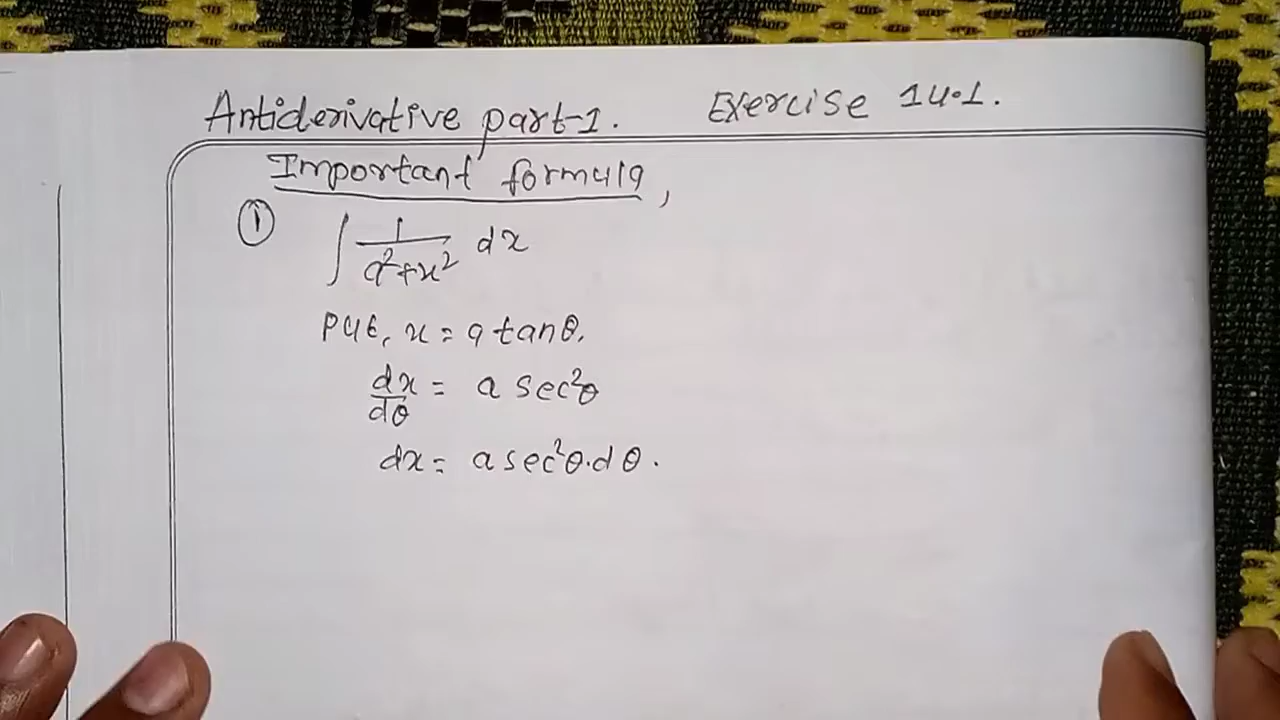 Antiderivative part-1. Exercise 14.1.
Important formula,
① ∫ 1/(a²+x²) dx
Put, x = a tanθ.
dx/dθ = a sec²θ
dx = a sec²θ.dθ.